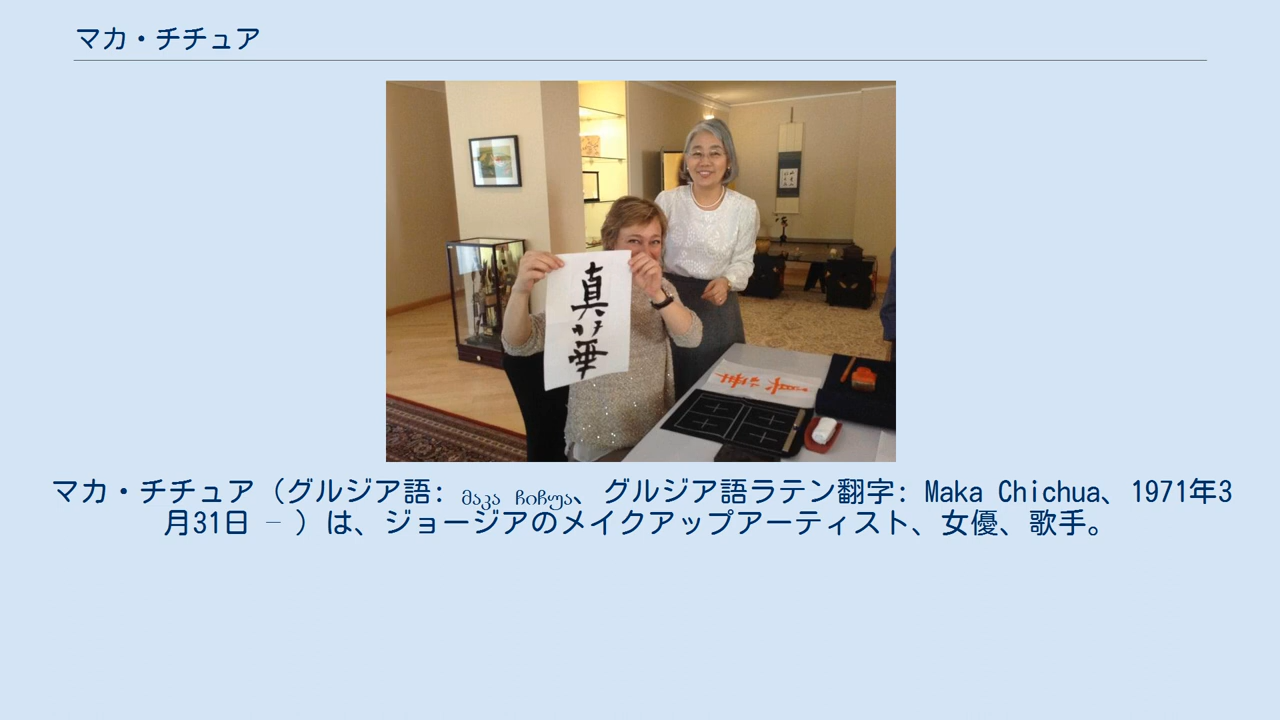 マカ・チチュア
真
か子
華
マカ・チチュア（グルジア語: მაკა ჩიჩუა、グルジア語ラテン翻字: Maka Chichua、1971年3
月31日 – ）は、ジョージアのメイクアップアーティスト、女優、歌手。